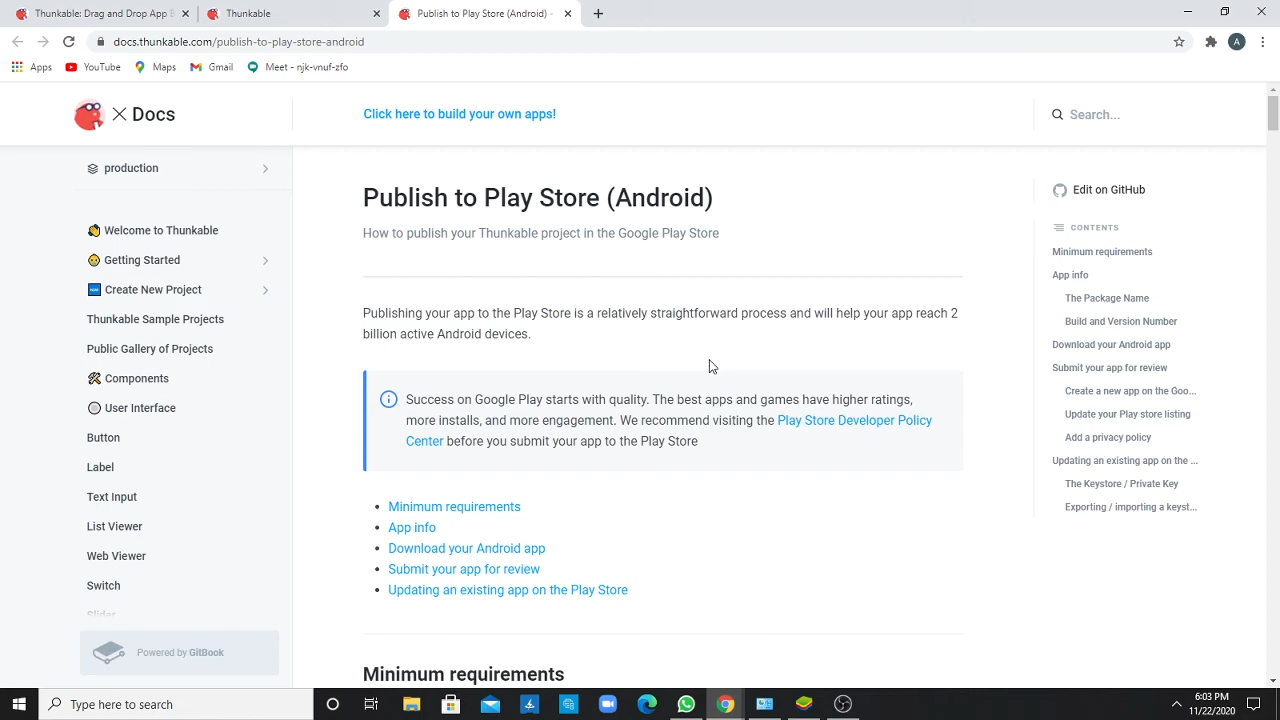 Thunkable - Drag and Drop App B
Thunkable
Publish to Play Store (Android) -
docs.thunkable.com/publish-to-play-store-android
A
Apps
YouTube
Maps
Gmail
Meet - njk-vnuf-zfo
Docs
Click here to build your own apps!
Search...
production
Welcome to Thunkable
Getting Started
Create New Project
Thunkable Sample Projects
Public Gallery of Projects
Components
User Interface
Button
Label
Text Input
List Viewer
Web Viewer
Switch
Slider
Powered by GitBook
Publish to Play Store (Android)
How to publish your Thunkable project in the Google Play Store
Publishing your app to the Play Store is a relatively straightforward process and will help your app reach 2
billion active Android devices.
Success on Google Play starts with quality. The best apps and games have higher ratings,
more installs, and more engagement. We recommend visiting the Play Store Developer Policy
Center before you submit your app to the Play Store
• Minimum requirements
• App info
• Download your Android app
• Submit your app for review
• Updating an existing app on the Play Store
Minimum requirements
Edit on GitHub
CONTENTS
Minimum requirements
App info
The Package Name
Build and Version Number
Download your Android app
Submit your app for review
Create a new app on the Goo...
Update your Play store listing
Add a privacy policy
Updating an existing app on the ...
The Keystore / Private Key
Exporting / importing a keyst...
Type here to search
6:03 PM
11/22/2020